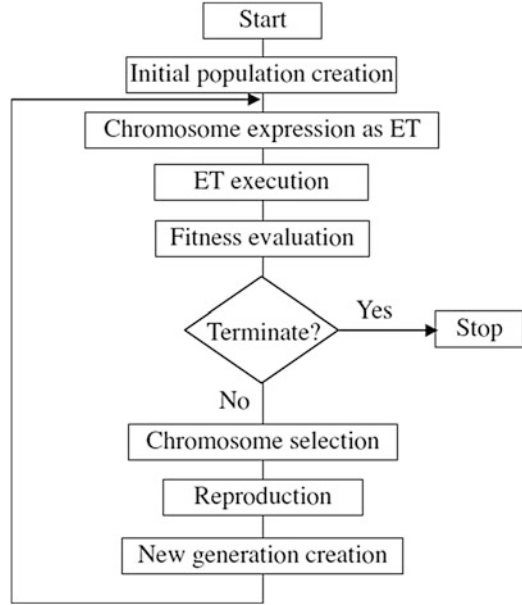 Start
Initial population creation
Chromosome expression as ET
ET execution
Fitness evaluation
Terminate?
Yes
Stop
No
Chromosome selection
Reproduction
New generation creation